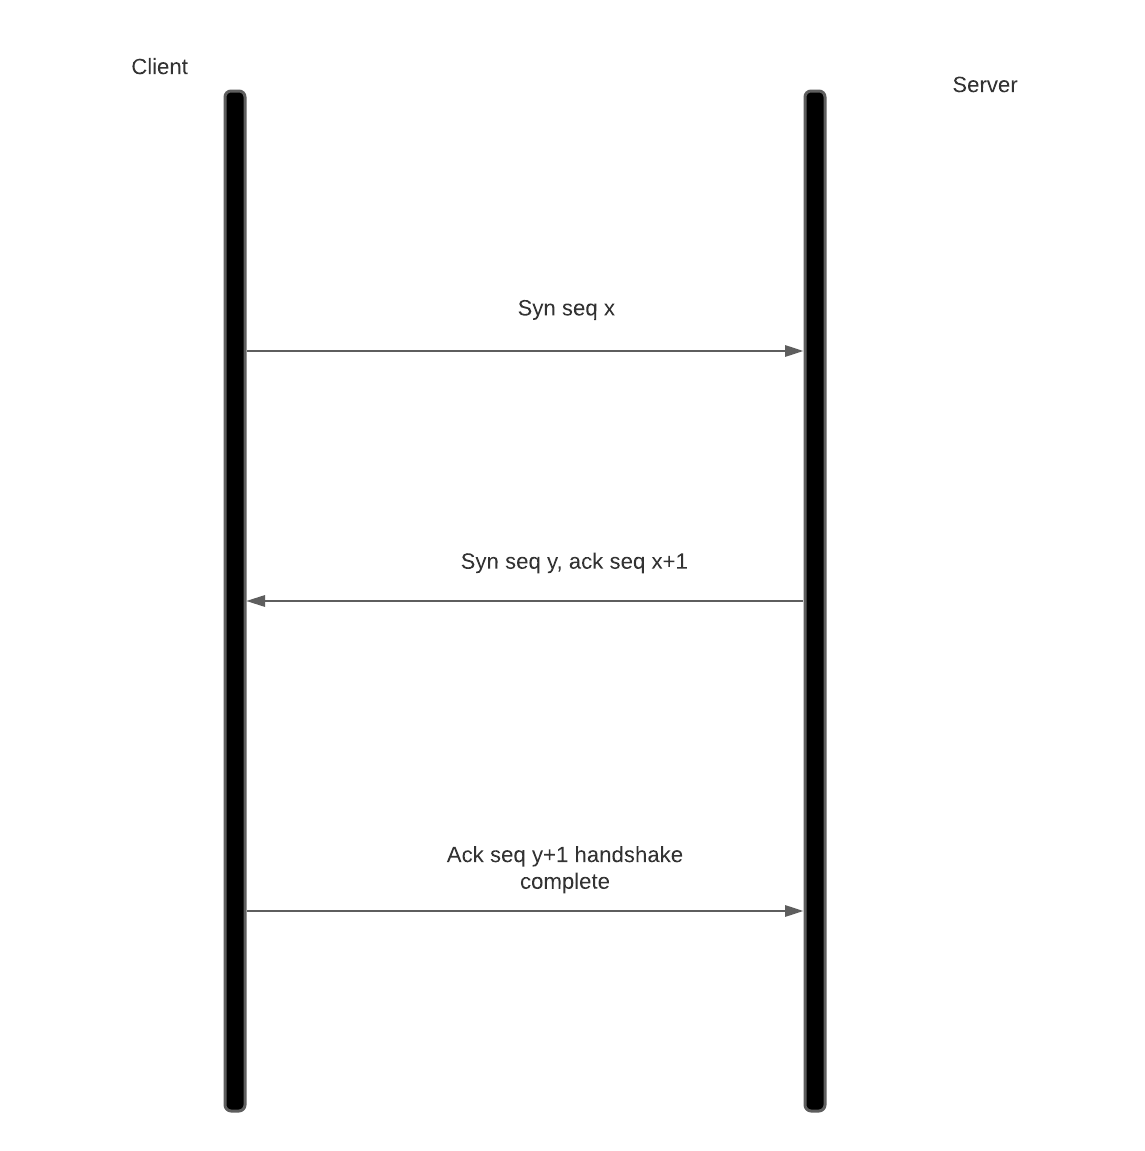 Client
Server
Syn seq x
Syn seq y, ack seq x+1
Ack seq y+1 handshake
complete